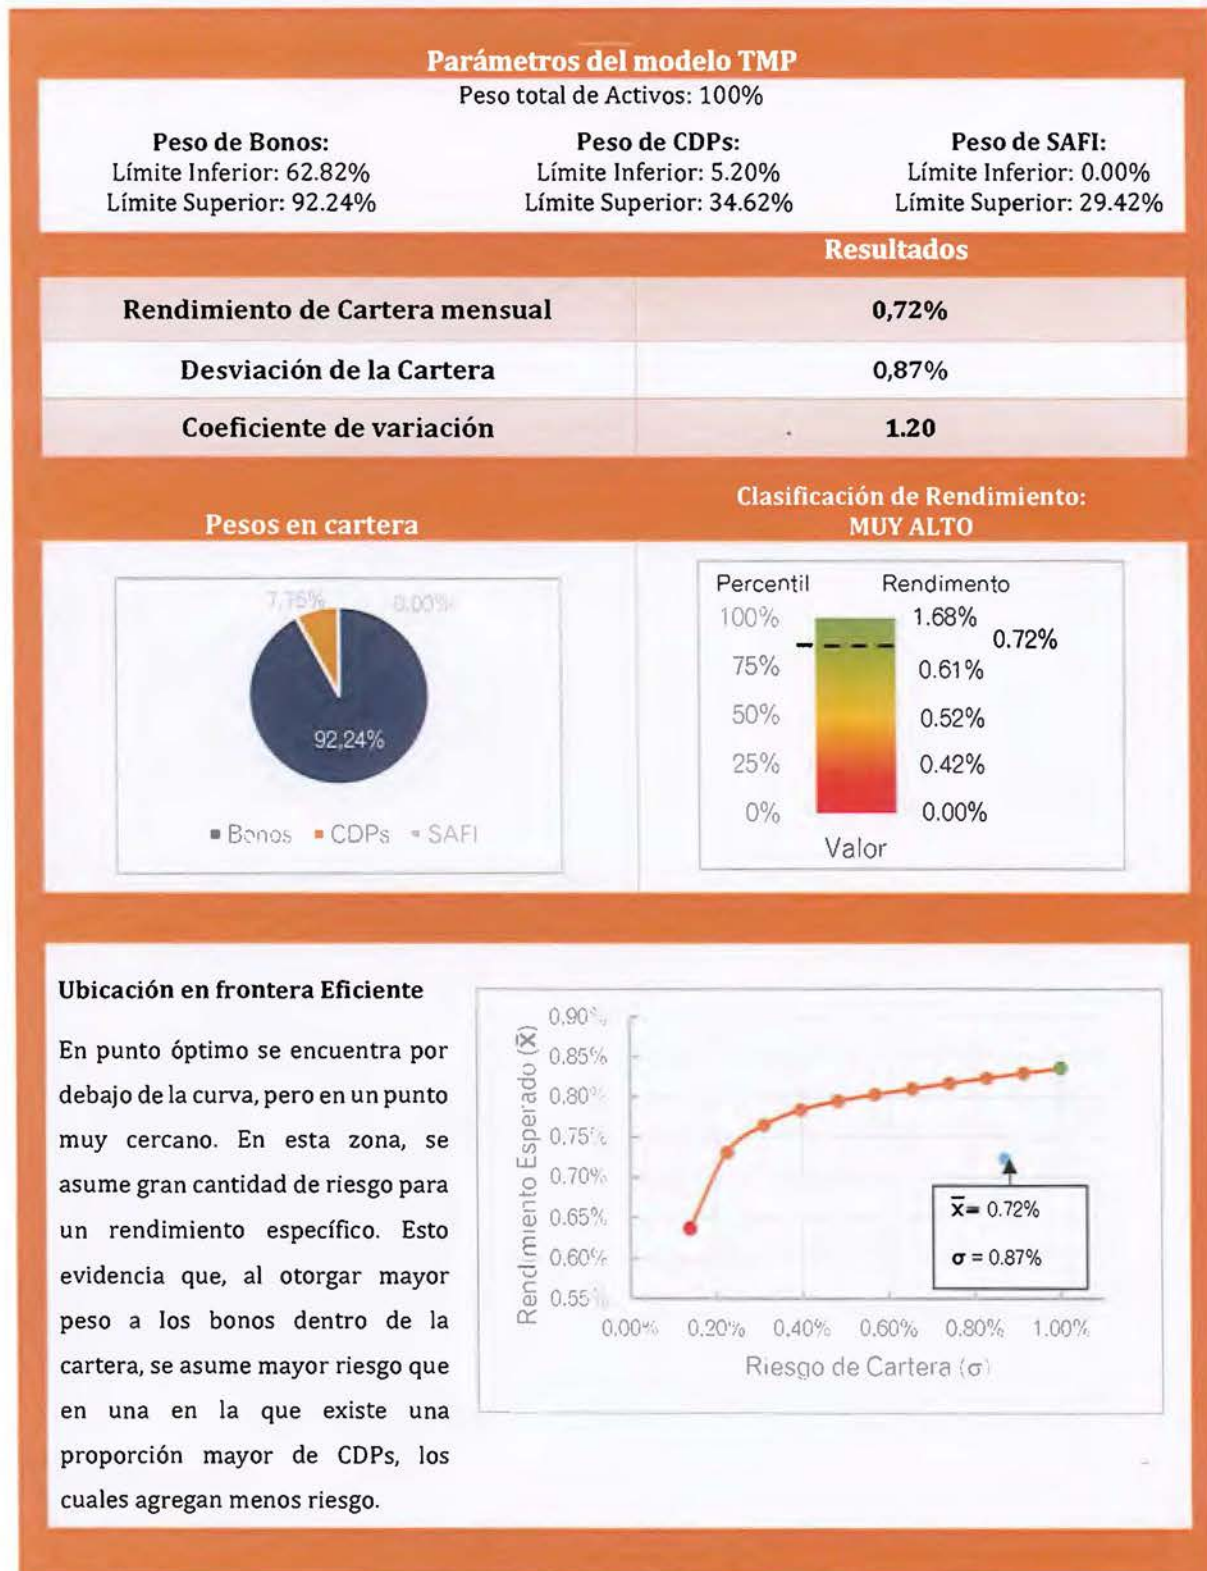 Parámetros del modelo TMP
Peso total de Activos: 100%
Peso de Bonos:
Límite Inferior: 62.82%
Límite Superior: 92.24%
Peso de CDPs:
Límite Inferior: 5.20%
Límite Superior: 34.62%
Peso de SAFI:
Límite Inferior: 0.00%
Límite Superior: 29.42%
Resultados
Rendimiento de Cartera mensual 0,72%
Desviación de la Cartera 0,87%
Coeficiente de variación 1.20
Pesos en cartera
Clasificación de Rendimiento:
MUY ALTO
7,76% 0,00%
92,24%
Bonos CDPs SAFI
Percentil Rendimento
100% 1.68%
0.72%
75% 0.61%
50% 0.52%
25% 0.42%
0% 0.00%
Valor
Ubicación en frontera Eficiente
En punto óptimo se encuentra por
debajo de la curva, pero en un punto
muy cercano. En esta zona, se
asume gran cantidad de riesgo para
un rendimiento específico. Esto
evidencia que, al otorgar mayor
peso a los bonos dentro de la
cartera, se asume mayor riesgo que
en una en la que existe una
proporción mayor de CDPs, los
cuales agregan menos riesgo.
Rendimiento Esperado (x̄)
0,90%
0,85%
0,80%
0,75%
0,70%
0,65%
0,60%
0,55%
0,00% 0,20% 0,40% 0,60% 0,80% 1,00%
Riesgo de Cartera (σ)
x̄= 0.72%
σ = 0.87%